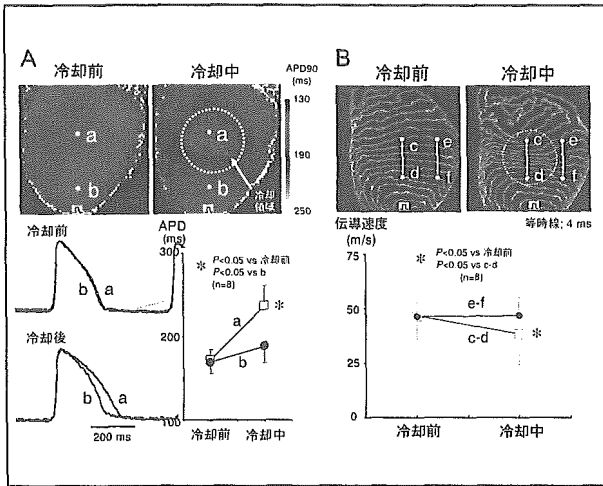 A
冷却前
冷却中
APD90
(ms)
130
190
250
a
b
a
b
冷却
領域
B
冷却前
冷却中
c
d
e
f
c
d
e
f
等時線; 4 ms
冷却前
b
a
冷却後
b
a
200 ms
APD
(ms)
300
200
100
* P<0.05 vs 冷却前
P<0.05 vs b
(n=8)
a
*
b
冷却前
冷却中
伝導速度
(m/s)
75
50
25
0
* P<0.05 vs 冷却前
P<0.05 vs c-d
(n=8)
e-f
c-d
*
冷却前
冷却中